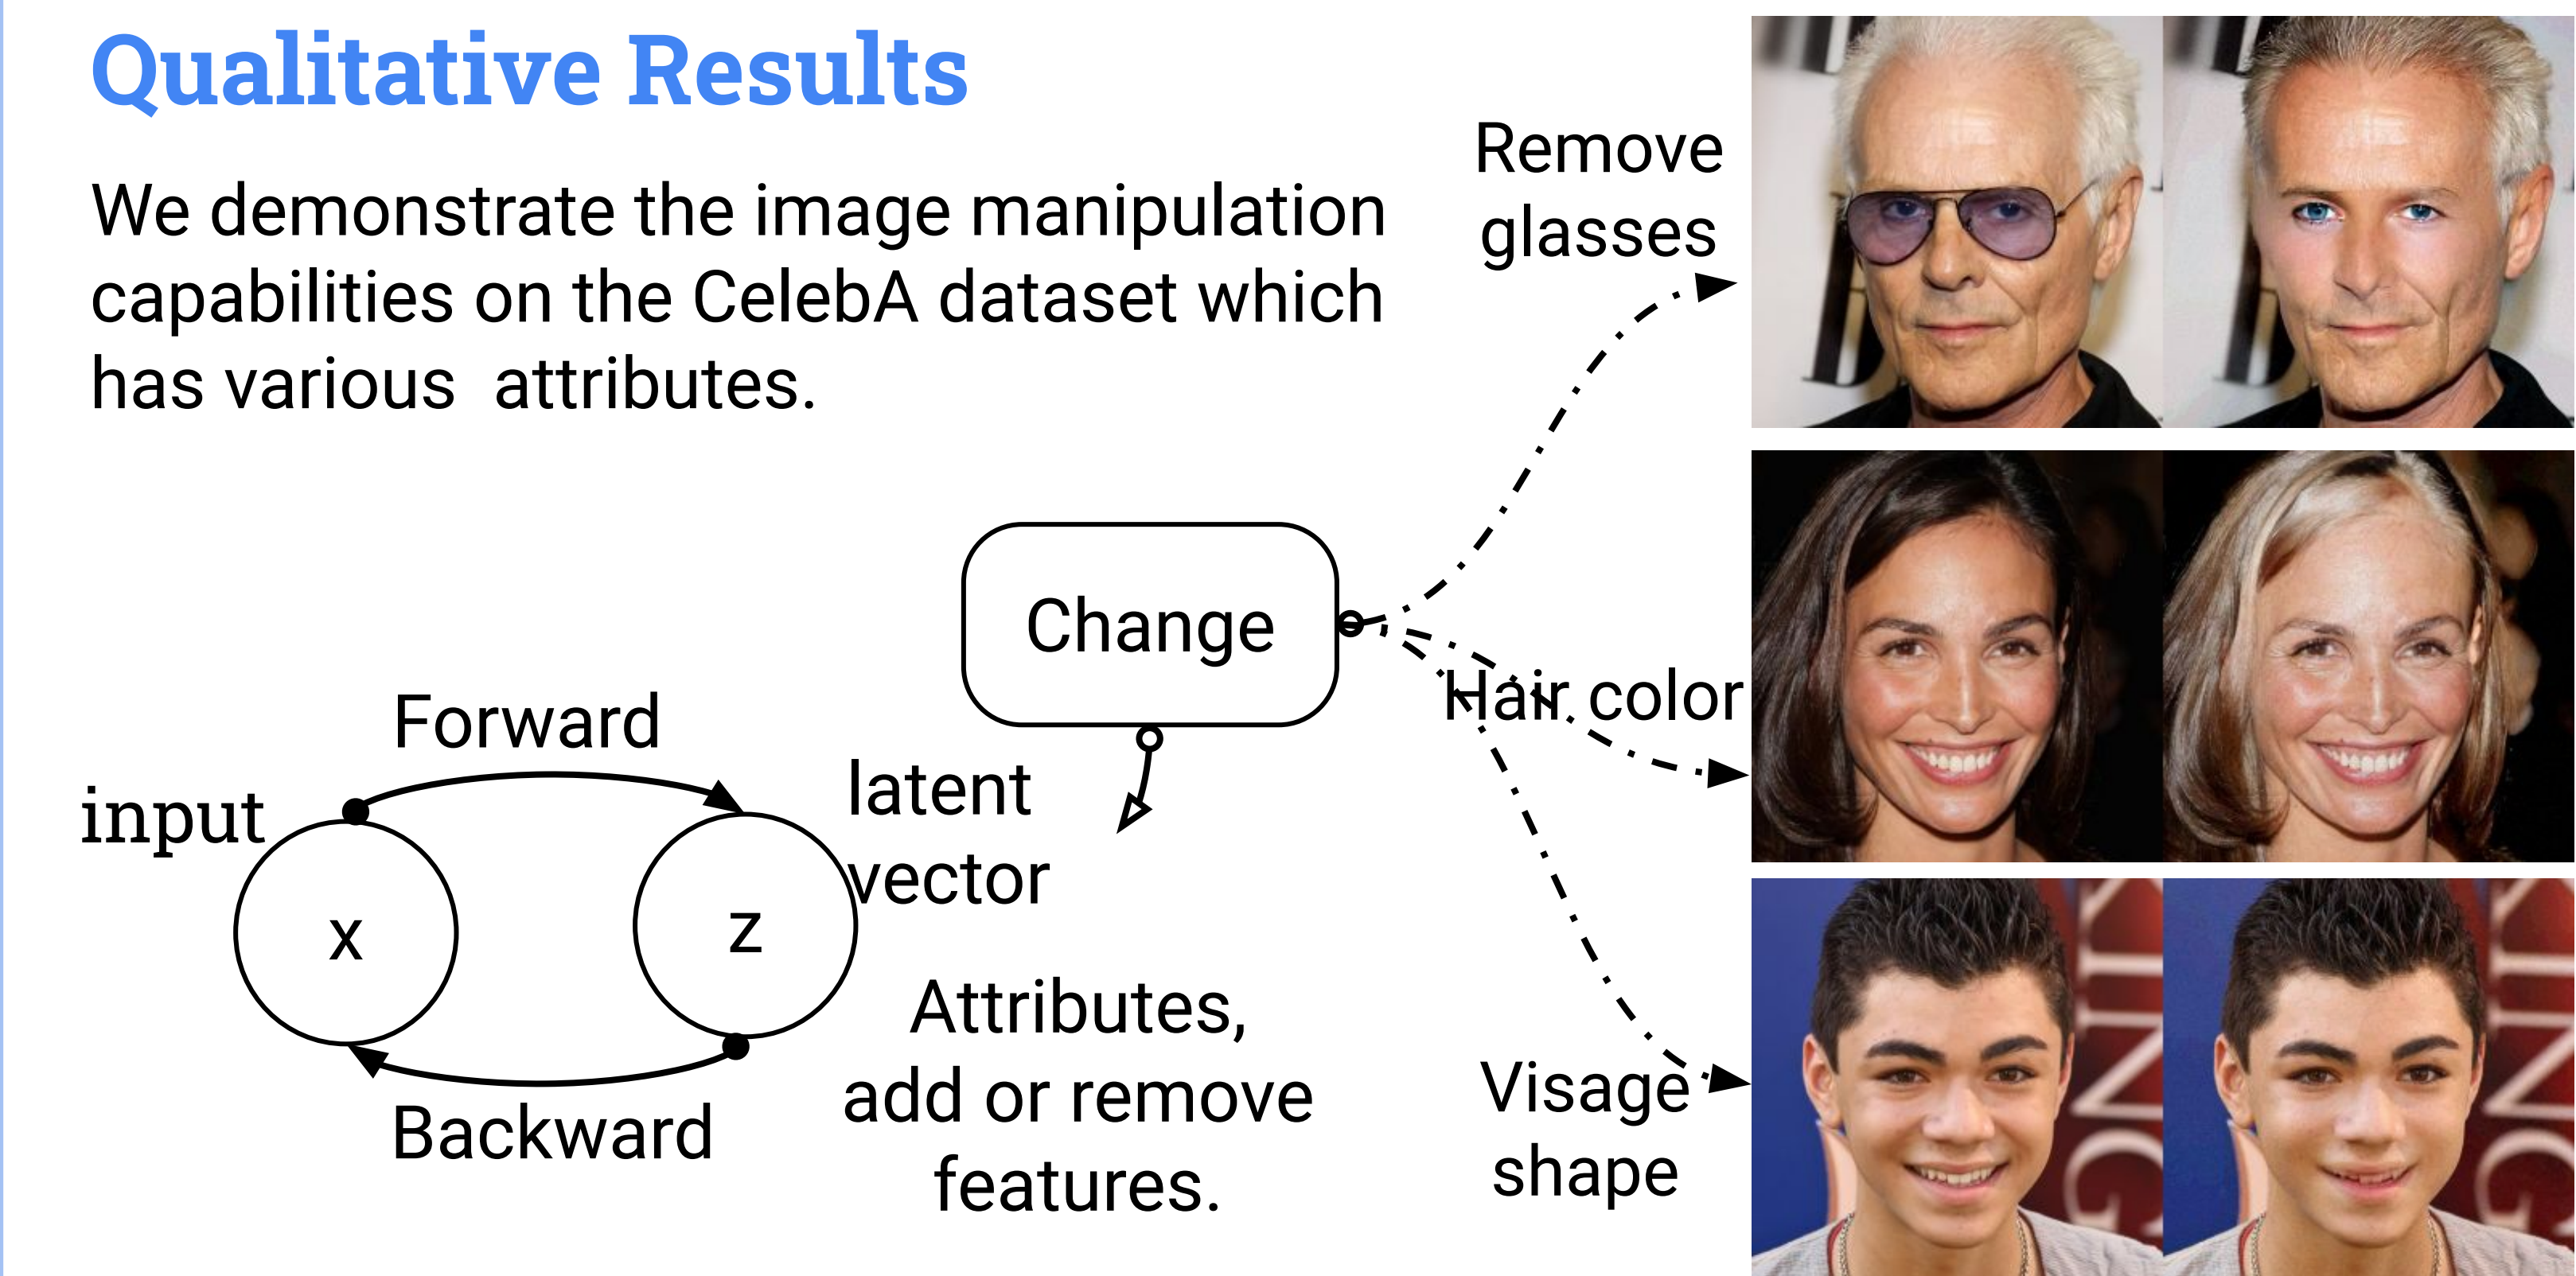 Qualitative Results
We demonstrate the image manipulation
capabilities on the CelebA dataset which
has various  attributes.
Remove
glasses
Change
Hair color
Forward
input
latent
vector
x
z
Attributes,
add or remove
features.
Backward
Visage
shape